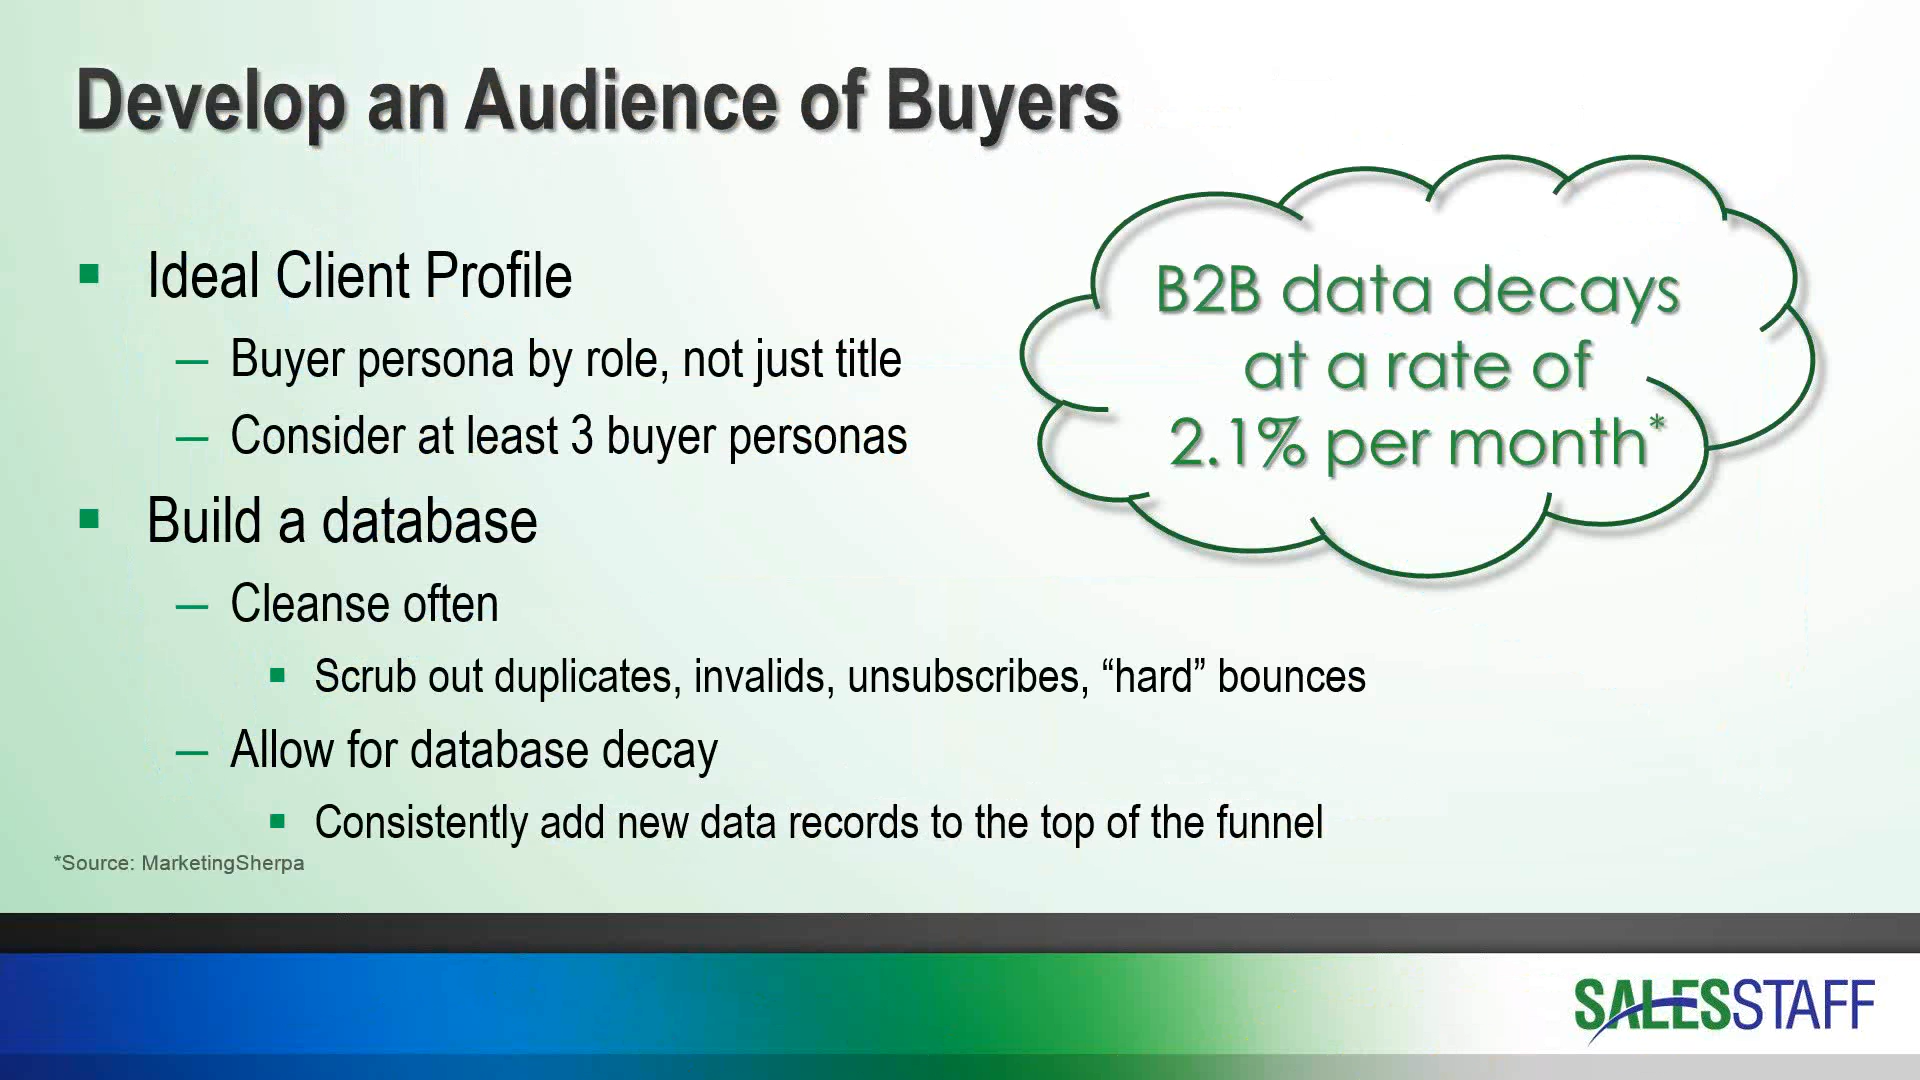 Develop an Audience of Buyers
Ideal Client Profile
— Buyer persona by role, not just title
— Consider at least 3 buyer personas
Build a database
— Cleanse often
Scrub out duplicates, invalids, unsubscribes, “hard” bounces
— Allow for database decay
Consistently add new data records to the top of the funnel
B2B data decays
at a rate of
2.1% per month*
*Source: MarketingSherpa
SALESSTAFF